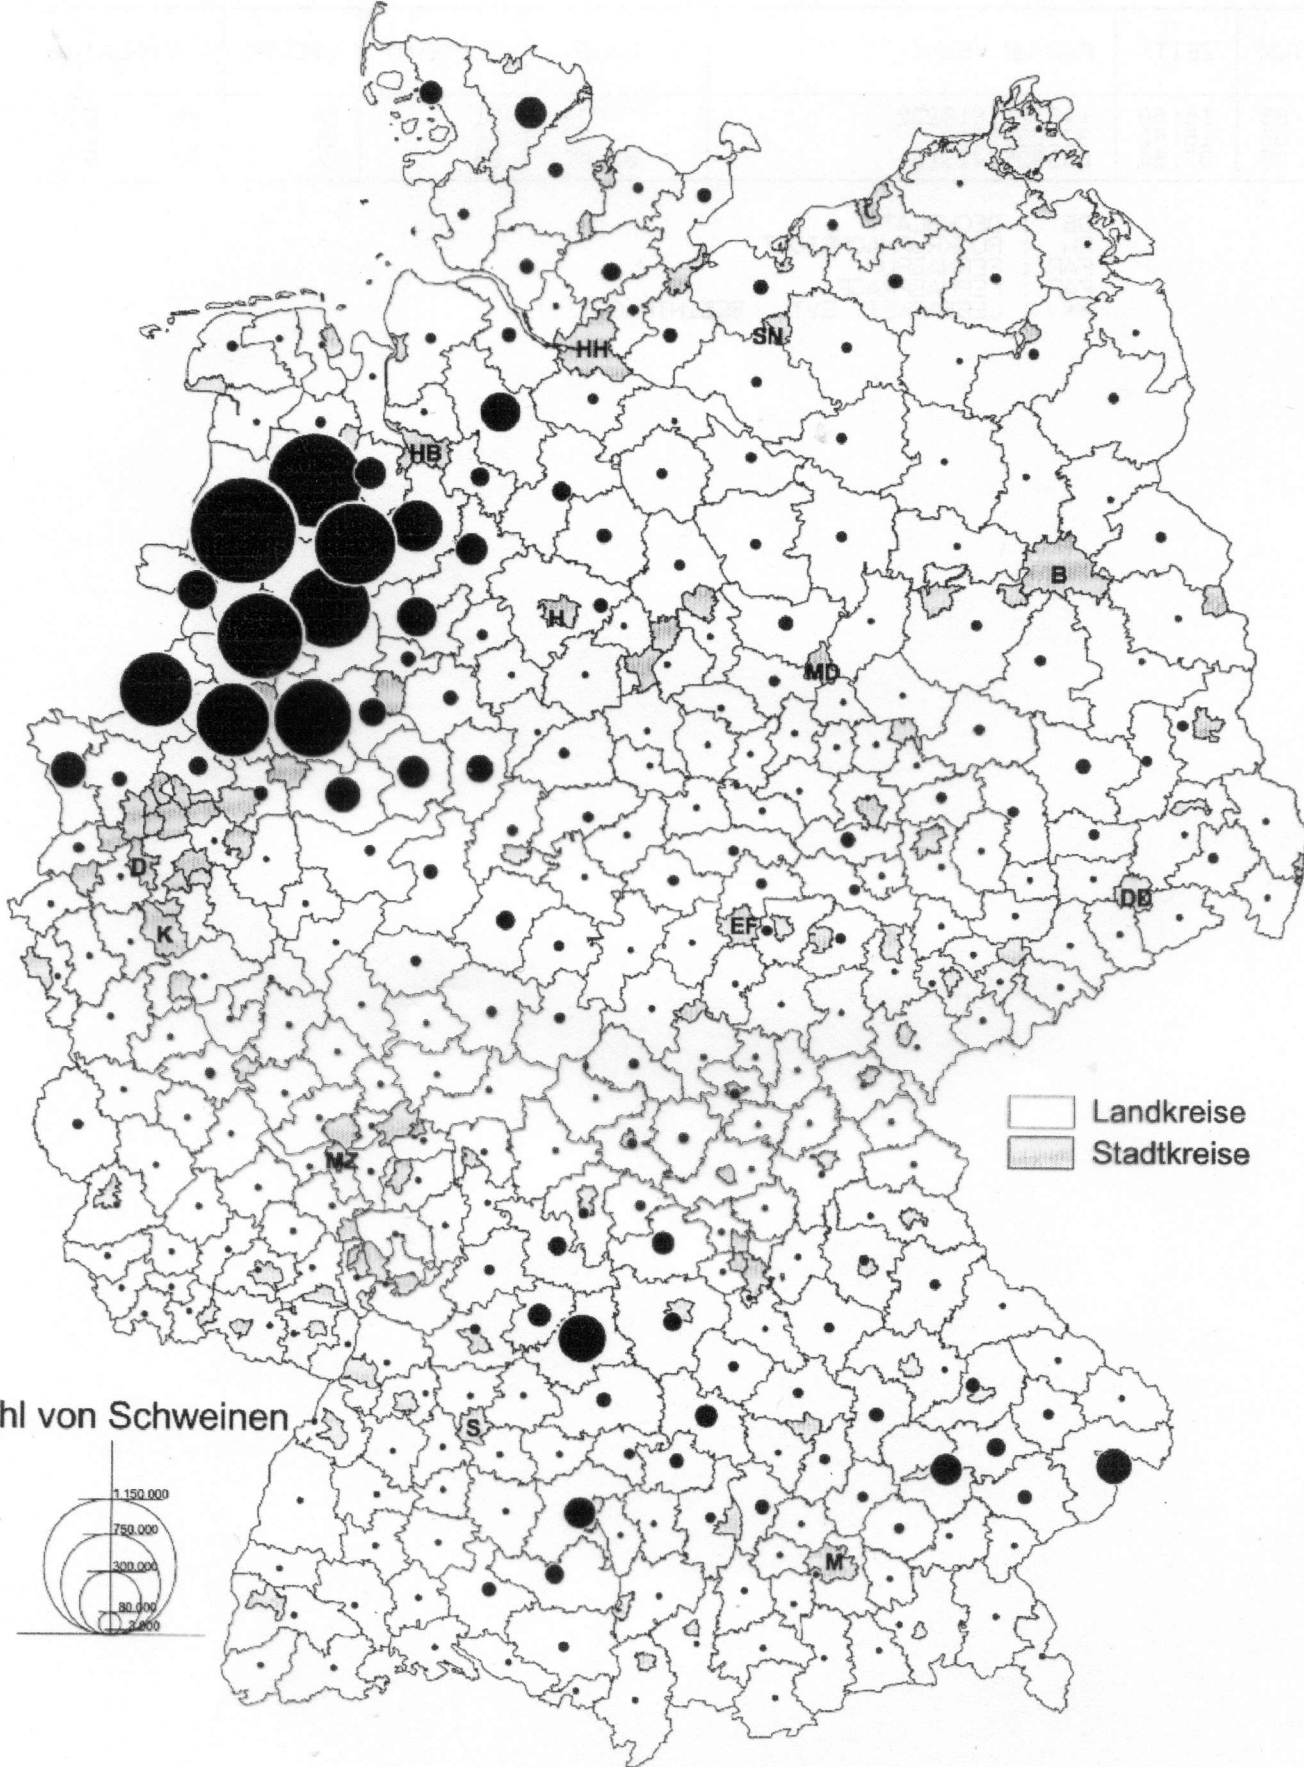 SN
HH
HB
B
H
MD
D
K
EF
DD
Landkreise
Stadtkreise
MZ
hl von Schweinen
S
1.150.000
750.000
300.000
80.000
M